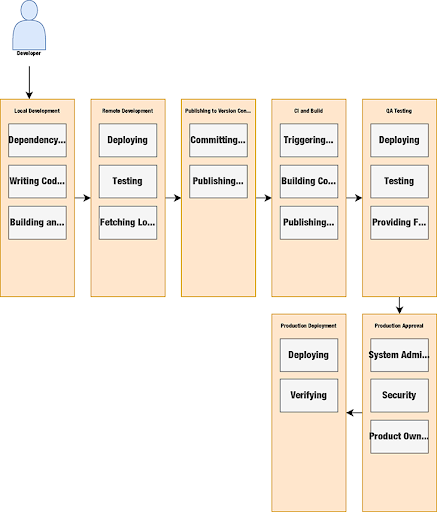 Developer
Local Development
Dependency...
Writing Cod...
Building an...
Remote Development
Deploying
Testing
Fetching Lo...
Publishing to Version Con...
Committing...
Publishing...
CI and Build
Triggering...
Building Co...
Publishing...
QA Testing
Deploying
Testing
Providing F...
Production Approval
System Admi...
Security
Product Own...
Production Deployment
Deploying
Verifying